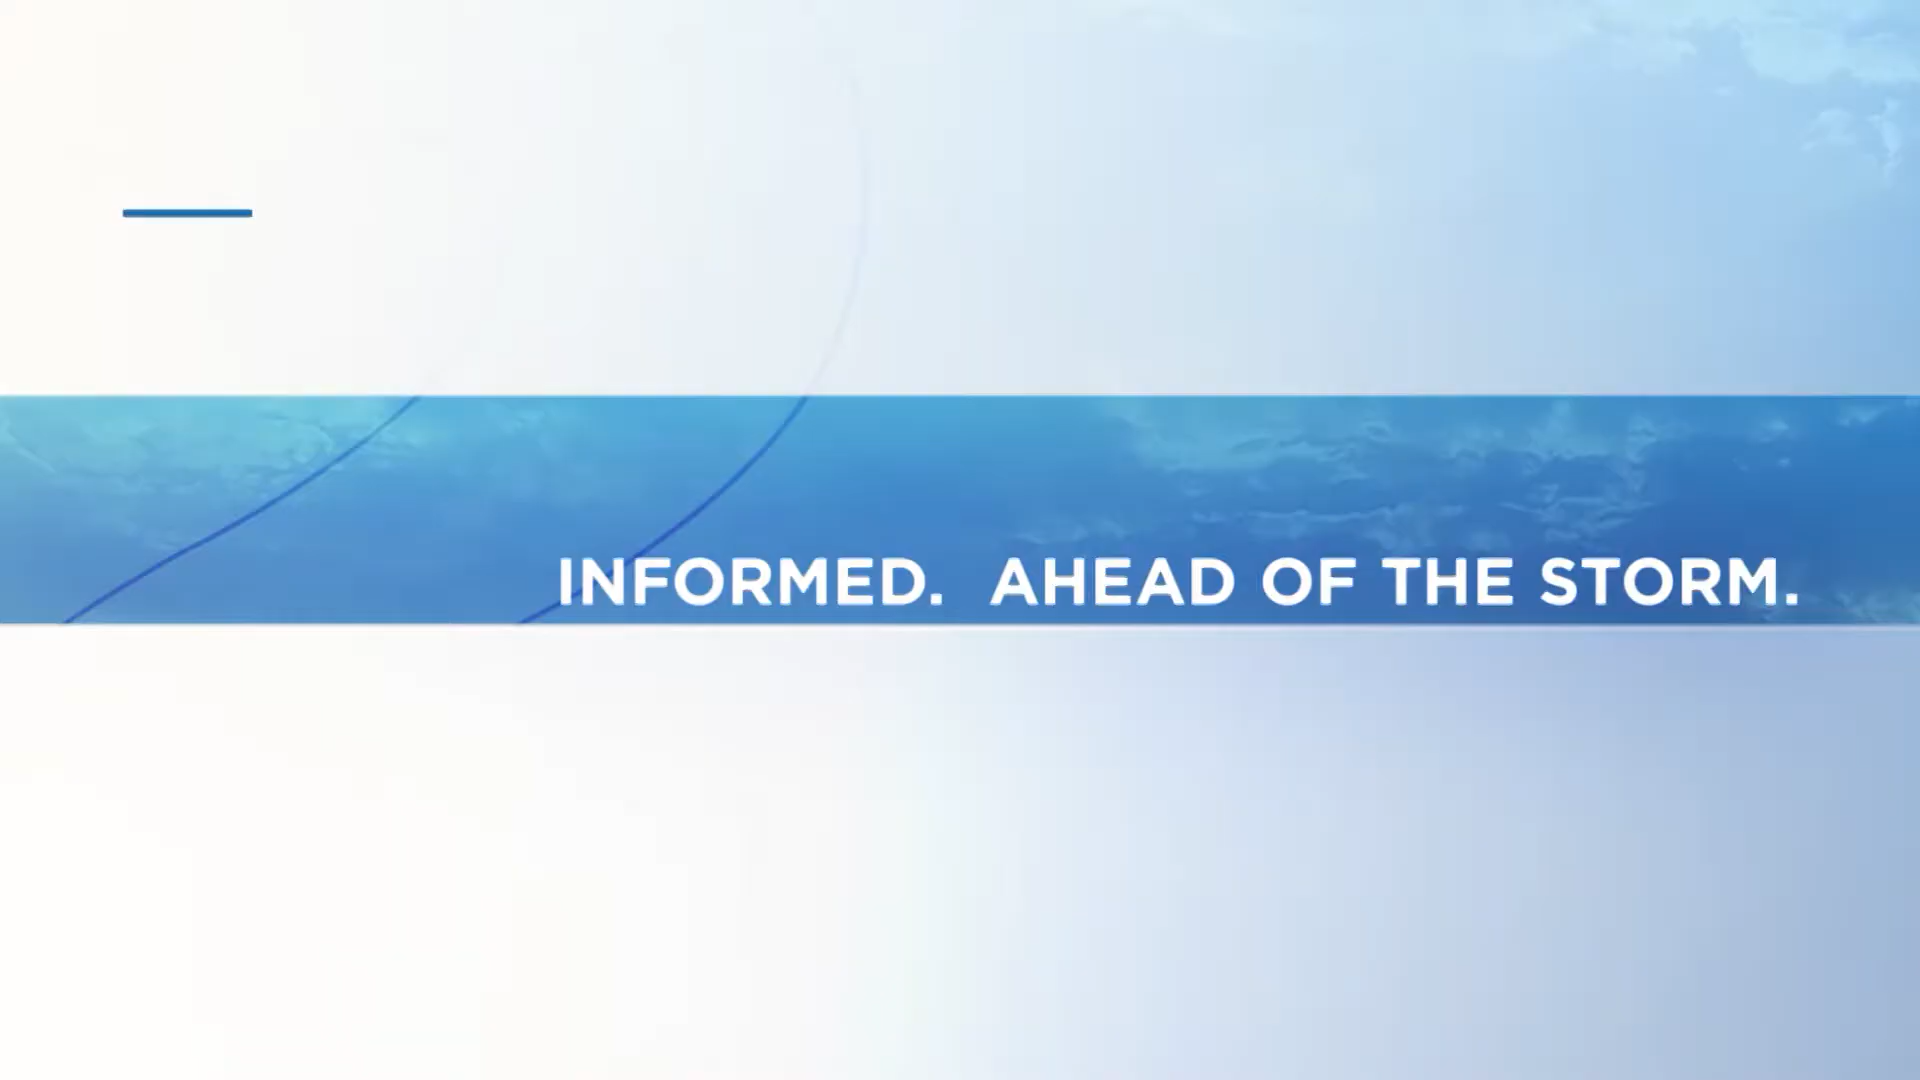 INFORMED. AHEAD OF THE STORM.